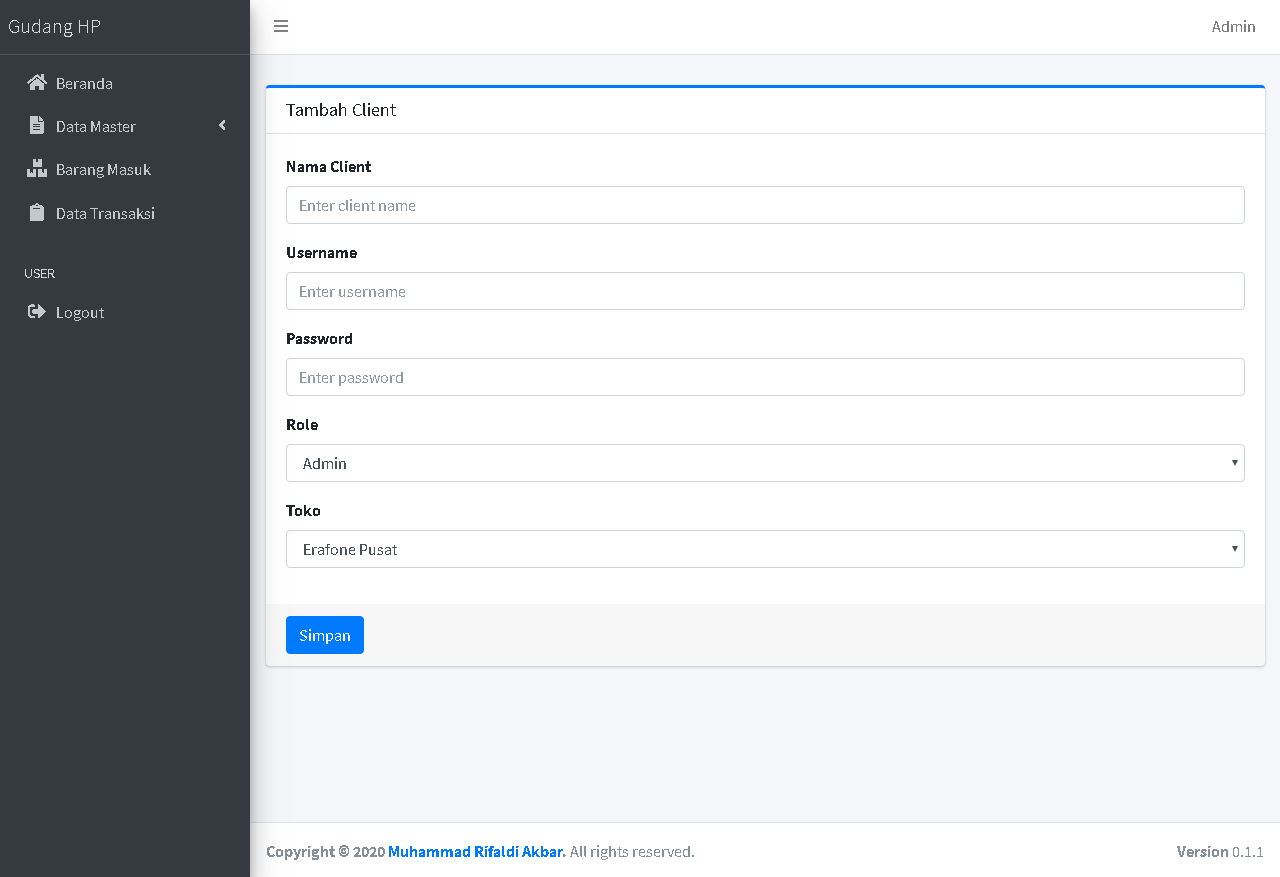 Gudang HP
Admin
Beranda
Data Master
Barang Masuk
Data Transaksi
USER
Logout
Tambah Client
Nama Client
Enter client name
Username
Enter username
Password
Enter password
Role
Admin
Toko
Erafone Pusat
Simpan
Copyright © 2020 Muhammad Rifaldi Akbar. All rights reserved.
Version 0.1.1